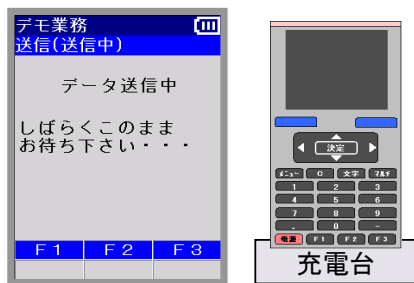 デモ業務
送信(送信中)
データ送信中
しばらくこのまま
お待ち下さい・・・
F1 F2 F3
決定
ﾒﾆｭｰ C 文字 ﾏﾙﾁ
1 2 3
4 5 6
7 8 9
. 0 -
電源 F1 F2 F3
充電台